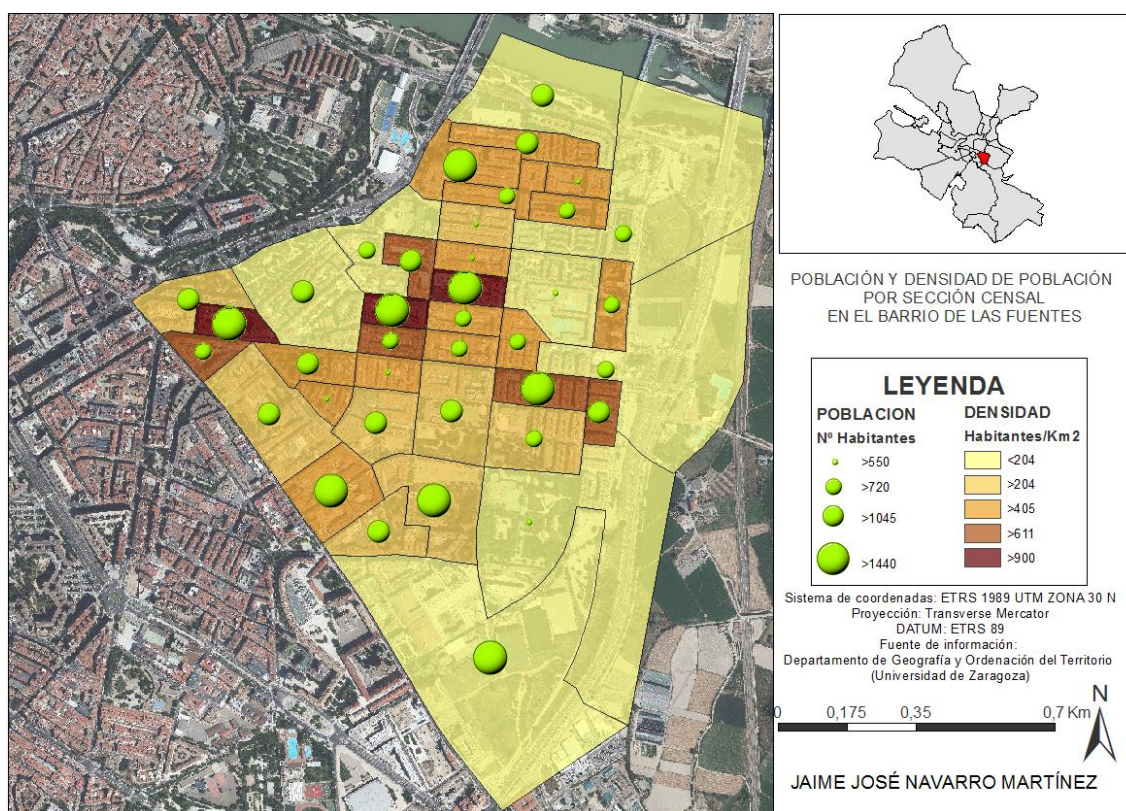 POBLACIÓN Y DENSIDAD DE POBLACIÓN
POR SECCIÓN CENSAL
EN EL BARRIO DE LAS FUENTES
LEYENDA
POBLACION
Nº Habitantes
>550
>720
>1045
>1440
DENSIDAD
Habitantes/Km2
<204
>204
>405
>611
>900
Sistema de coordenadas: ETRS 1989 UTM ZONA 30 N
Proyección: Transverse Mercator
DATUM: ETRS 89
Fuente de información:
Departamento de Geografía y Ordenación del Territorio
(Universidad de Zaragoza)
N
0 0,175 0,35 0,7 Km
JAIME JOSÉ NAVARRO MARTÍNEZ